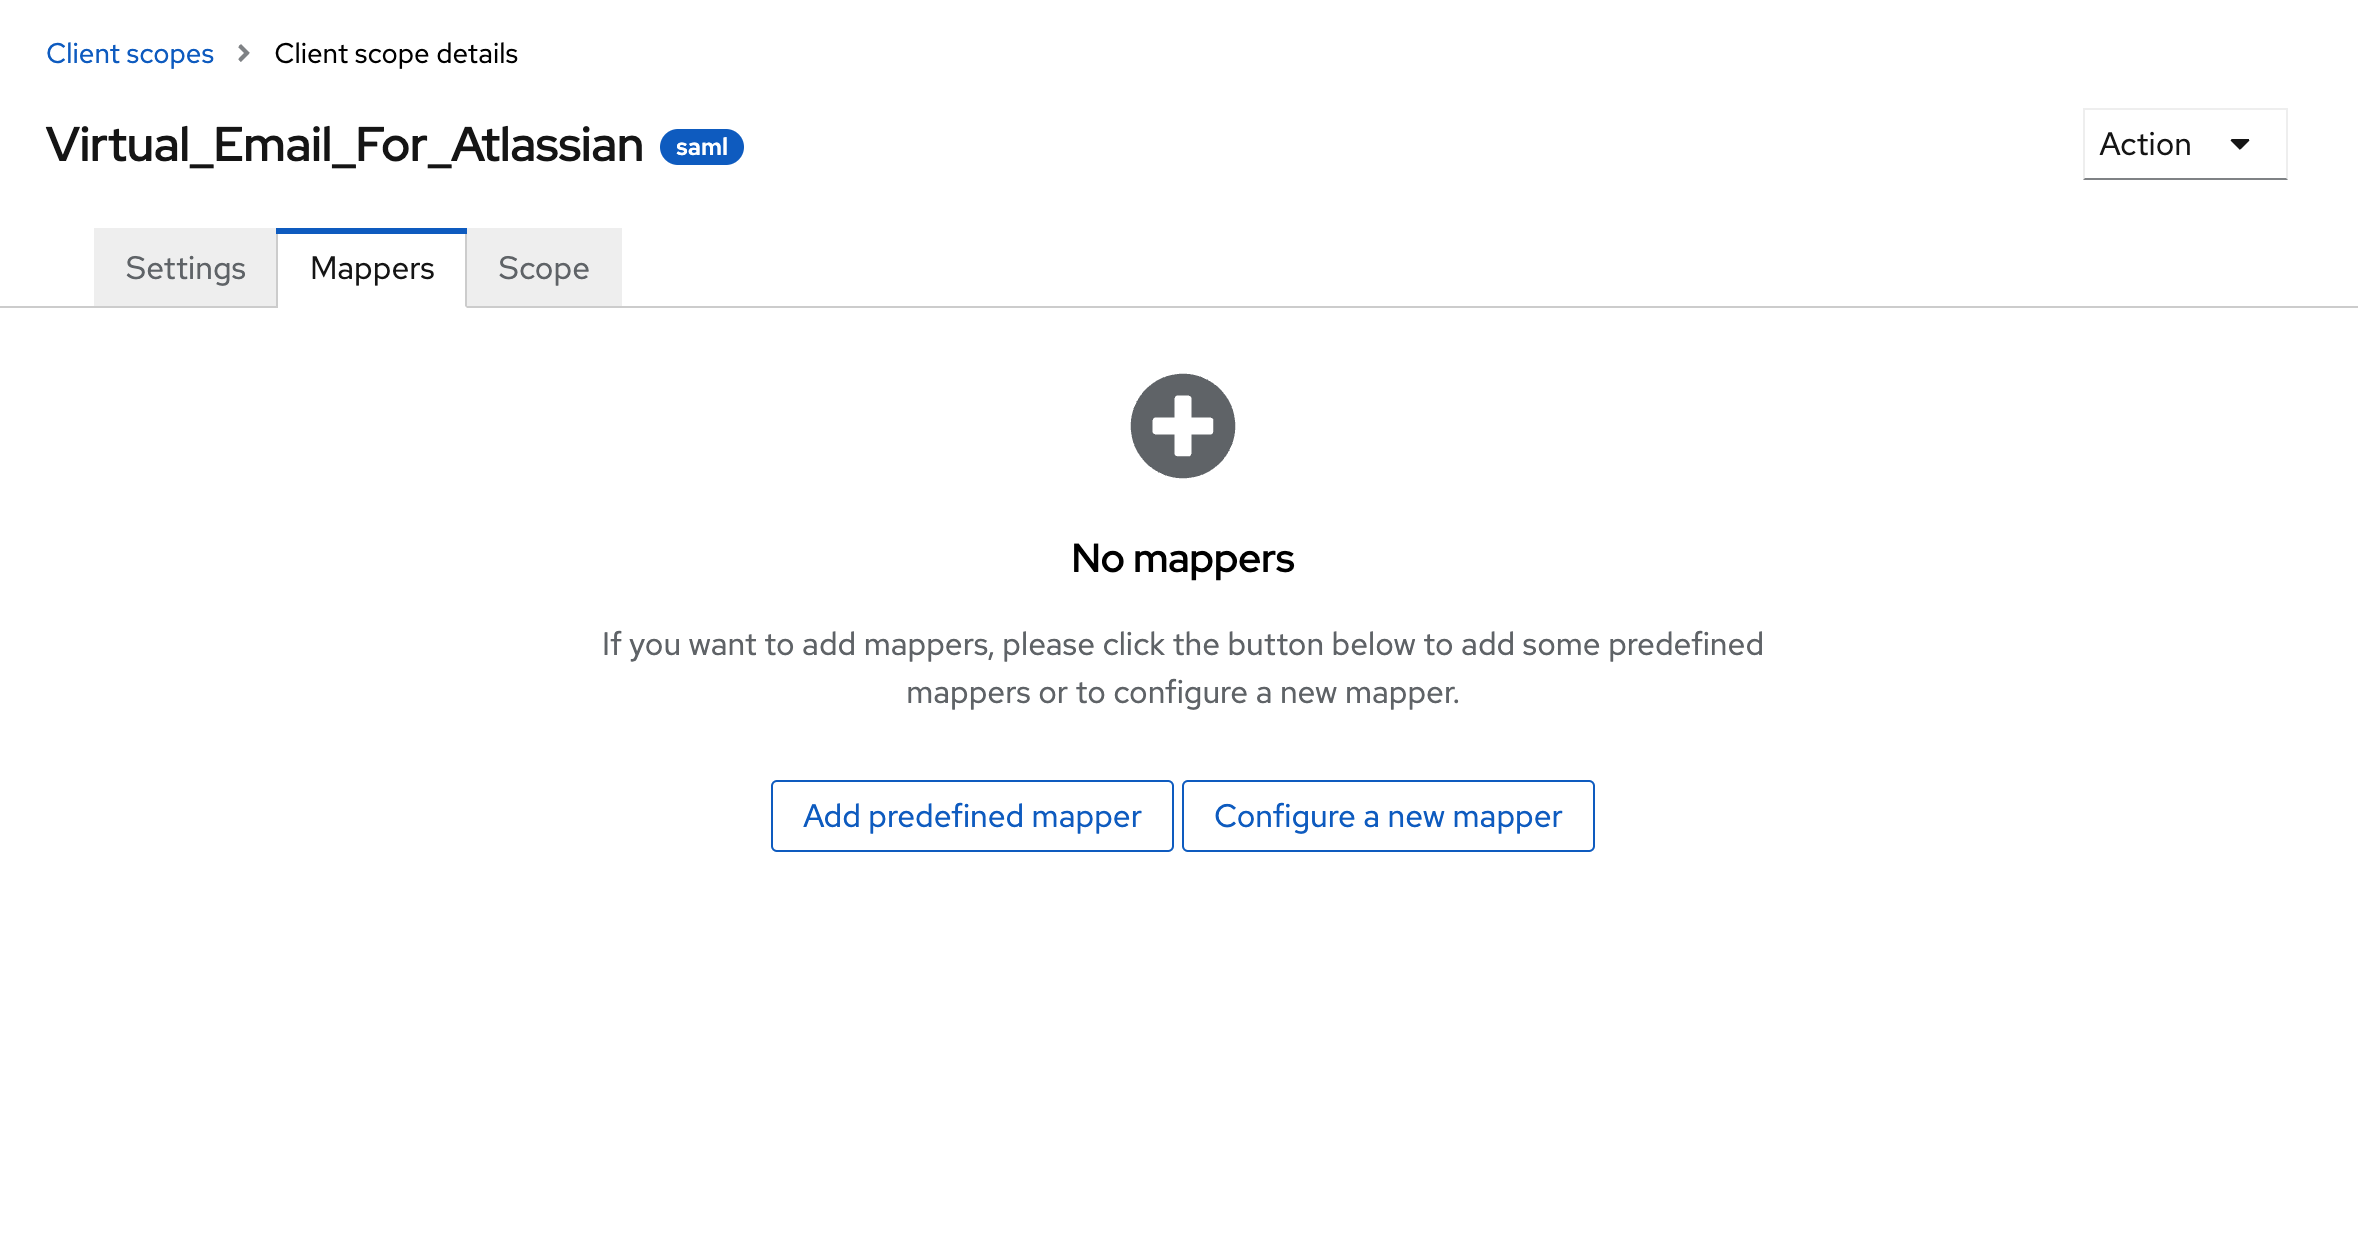 Client scopes
Client scope details
Virtual_Email_For_Atlassian
saml
Action
Settings
Mappers
Scope
No mappers
If you want to add mappers, please click the button below to add some predefined
mappers or to configure a new mapper.
Add predefined mapper
Configure a new mapper